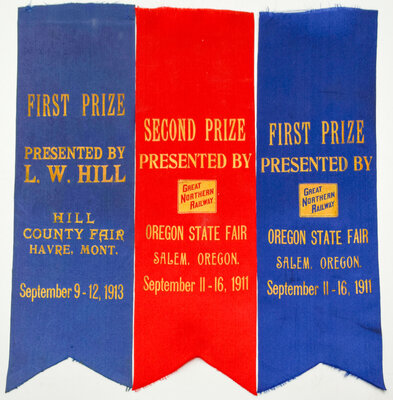 FIRST PRIZE
PRESENTED BY
L. W. HILL
HILL
COUNTY FAIR
HAVRE, MONT.
September 9-12, 1913
SECOND PRIZE
PRESENTED BY
GREAT
NORTHERN
RAILWAY
OREGON STATE FAIR
SALEM, OREGON.
September 11-16, 1911
FIRST PRIZE
PRESENTED BY
GREAT
NORTHERN
RAILWAY
OREGON STATE FAIR
SALEM, OREGON.
September 11-16, 1911